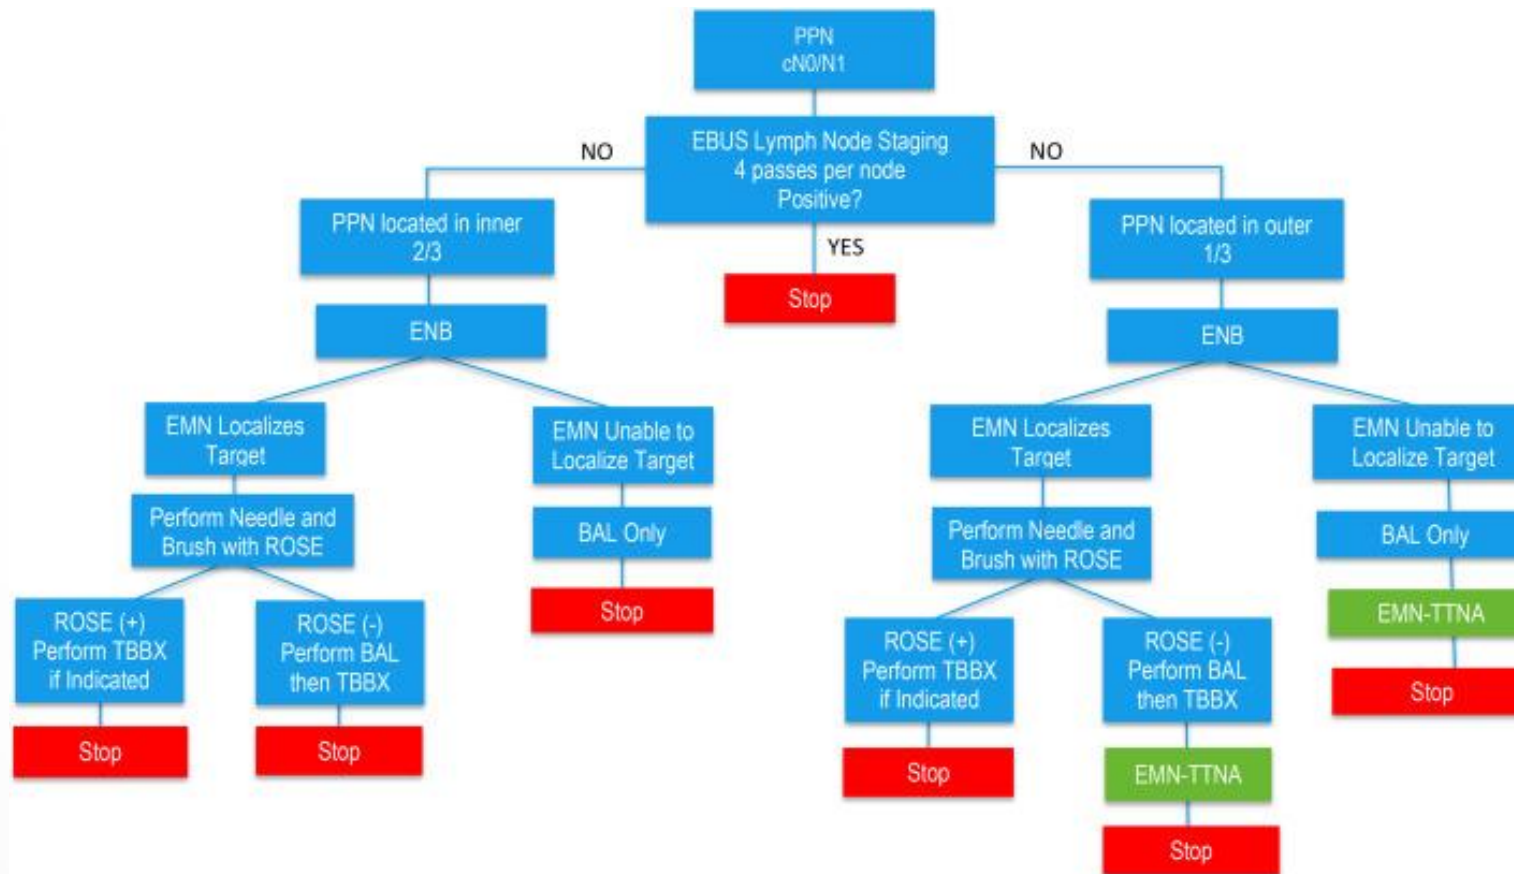 PPN
cN0/N1
EBUS Lymph Node Staging
4 passes per node
Positive?
NO
NO
YES
Stop
PPN located in inner
2/3
ENB
EMN Localizes
Target
Perform Needle and
Brush with ROSE
ROSE (+)
Perform TBBX
if Indicated
Stop
ROSE (-)
Perform BAL
then TBBX
Stop
EMN Unable to
Localize Target
BAL Only
Stop
PPN located in outer
1/3
ENB
EMN Localizes
Target
Perform Needle and
Brush with ROSE
ROSE (+)
Perform TBBX
if Indicated
Stop
ROSE (-)
Perform BAL
then TBBX
EMN-TTNA
Stop
EMN Unable to
Localize Target
BAL Only
EMN-TTNA
Stop